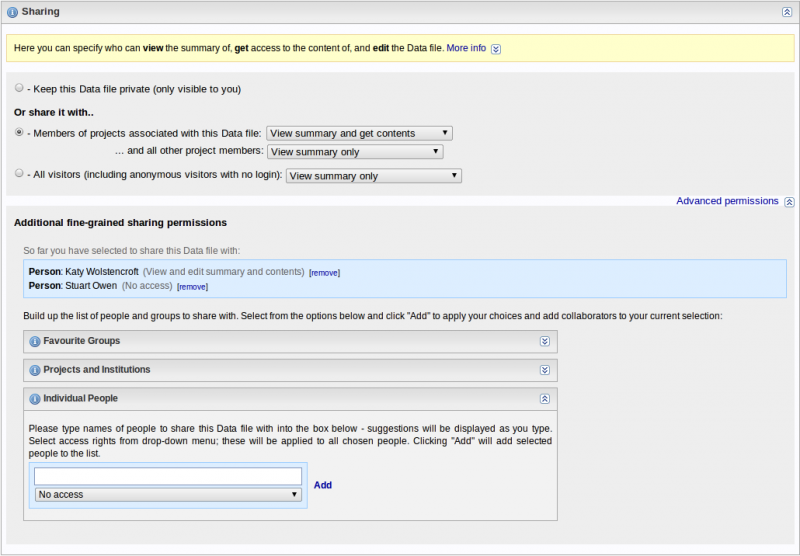 Sharing
Here you can specify who can view the summary of, get access to the content of, and edit the Data file. More info
- Keep this Data file private (only visible to you)
Or share it with..
- Members of projects associated with this Data file: View summary and get contents
... and all other project members: View summary only
- All visitors (including anonymous visitors with no login): View summary only
Advanced permissions
Additional fine-grained sharing permissions
So far you have selected to share this Data file with:
Person: Katy Wolstencroft (View and edit summary and contents) [remove]
Person: Stuart Owen (No access) [remove]
Build up the list of people and groups to share with. Select from the options below and click "Add" to apply your choices and add collaborators to your current selection:
Favourite Groups
Projects and Institutions
Individual People
Please type names of people to share this Data file with into the box below - suggestions will be displayed as you type.
Select access rights from drop-down menu; these will be applied to all chosen people. Clicking "Add" will add selected
people to the list.
No access
Add